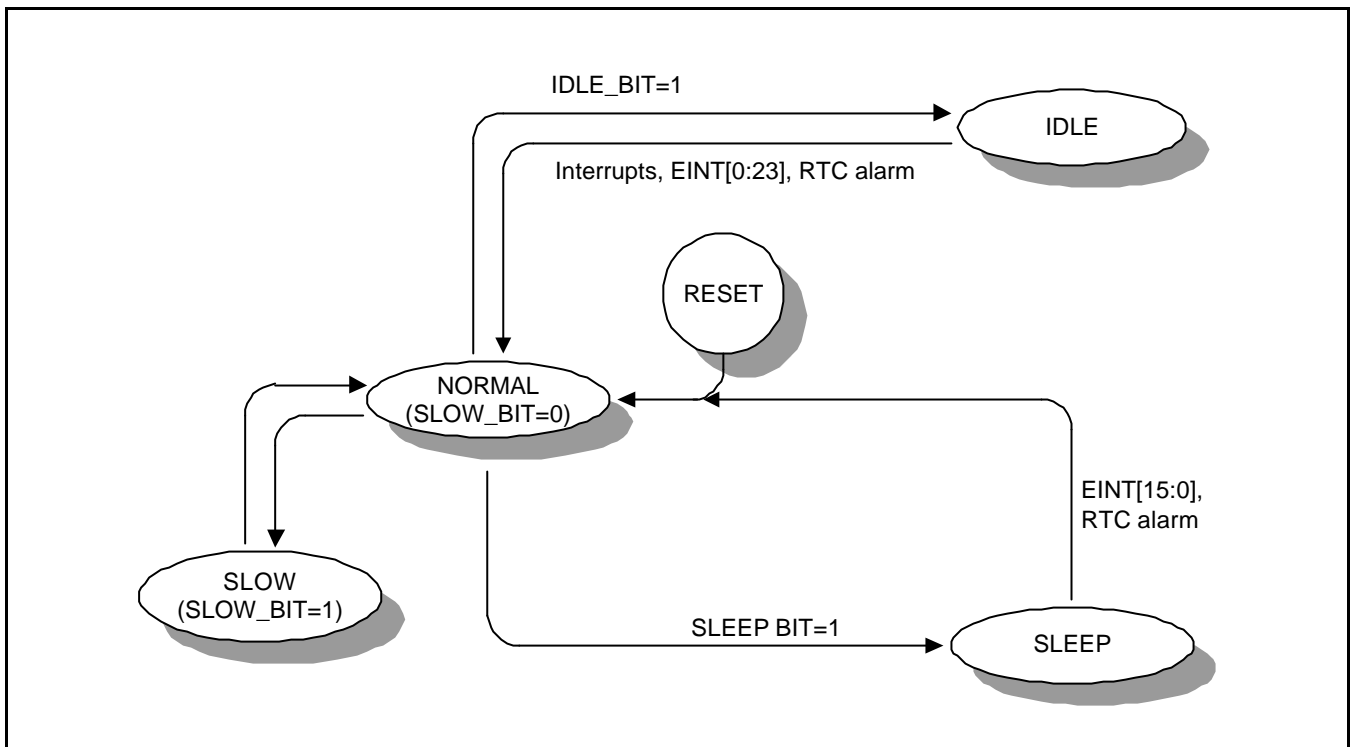 IDLE_BIT=1
IDLE
Interrupts, EINT[0:23], RTC alarm
RESET
NORMAL
(SLOW_BIT=0)
EINT[15:0],
RTC alarm
SLOW
(SLOW_BIT=1)
SLEEP BIT=1
SLEEP